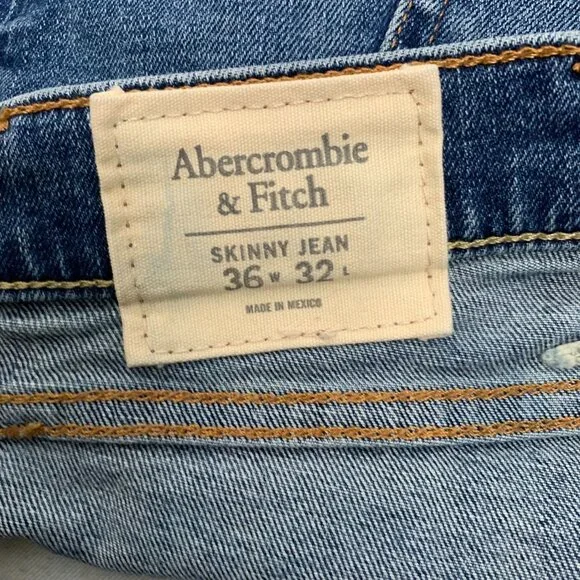 Abercrombie
& Fitch
SKINNY JEAN
36 W 32 L
MADE IN MEXICO